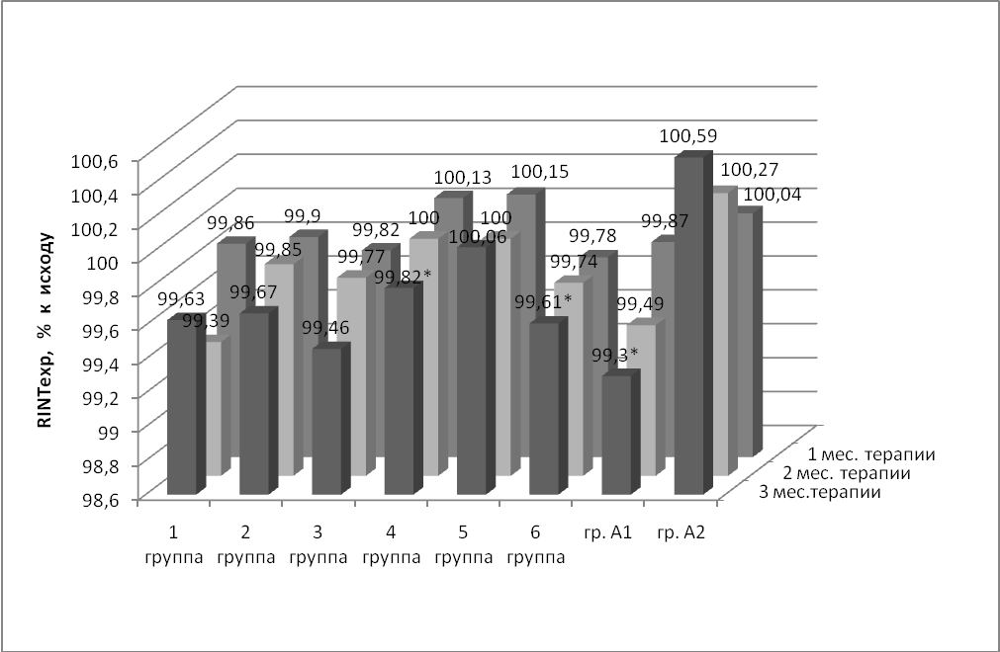 100,59
100,6
100,27
100,13
100,15
100,4
100,04
100,2
99,86
99,9
99,82
100
100
100,06
99,87
100
99,85
99,77
99,78
99,82*
99,74
99,8
99,63
99,39
99,67
99,46
99,61*
99,49
99,6
99,3*
99,4
99,2
99
98,8
98,6
RINTexp, % к исходу
1 мес. терапии
2 мес. терапии
3 мес.терапии
1 группа
2 группа
3 группа
4 группа
5 группа
6 группа
гр. А1
гр. А2